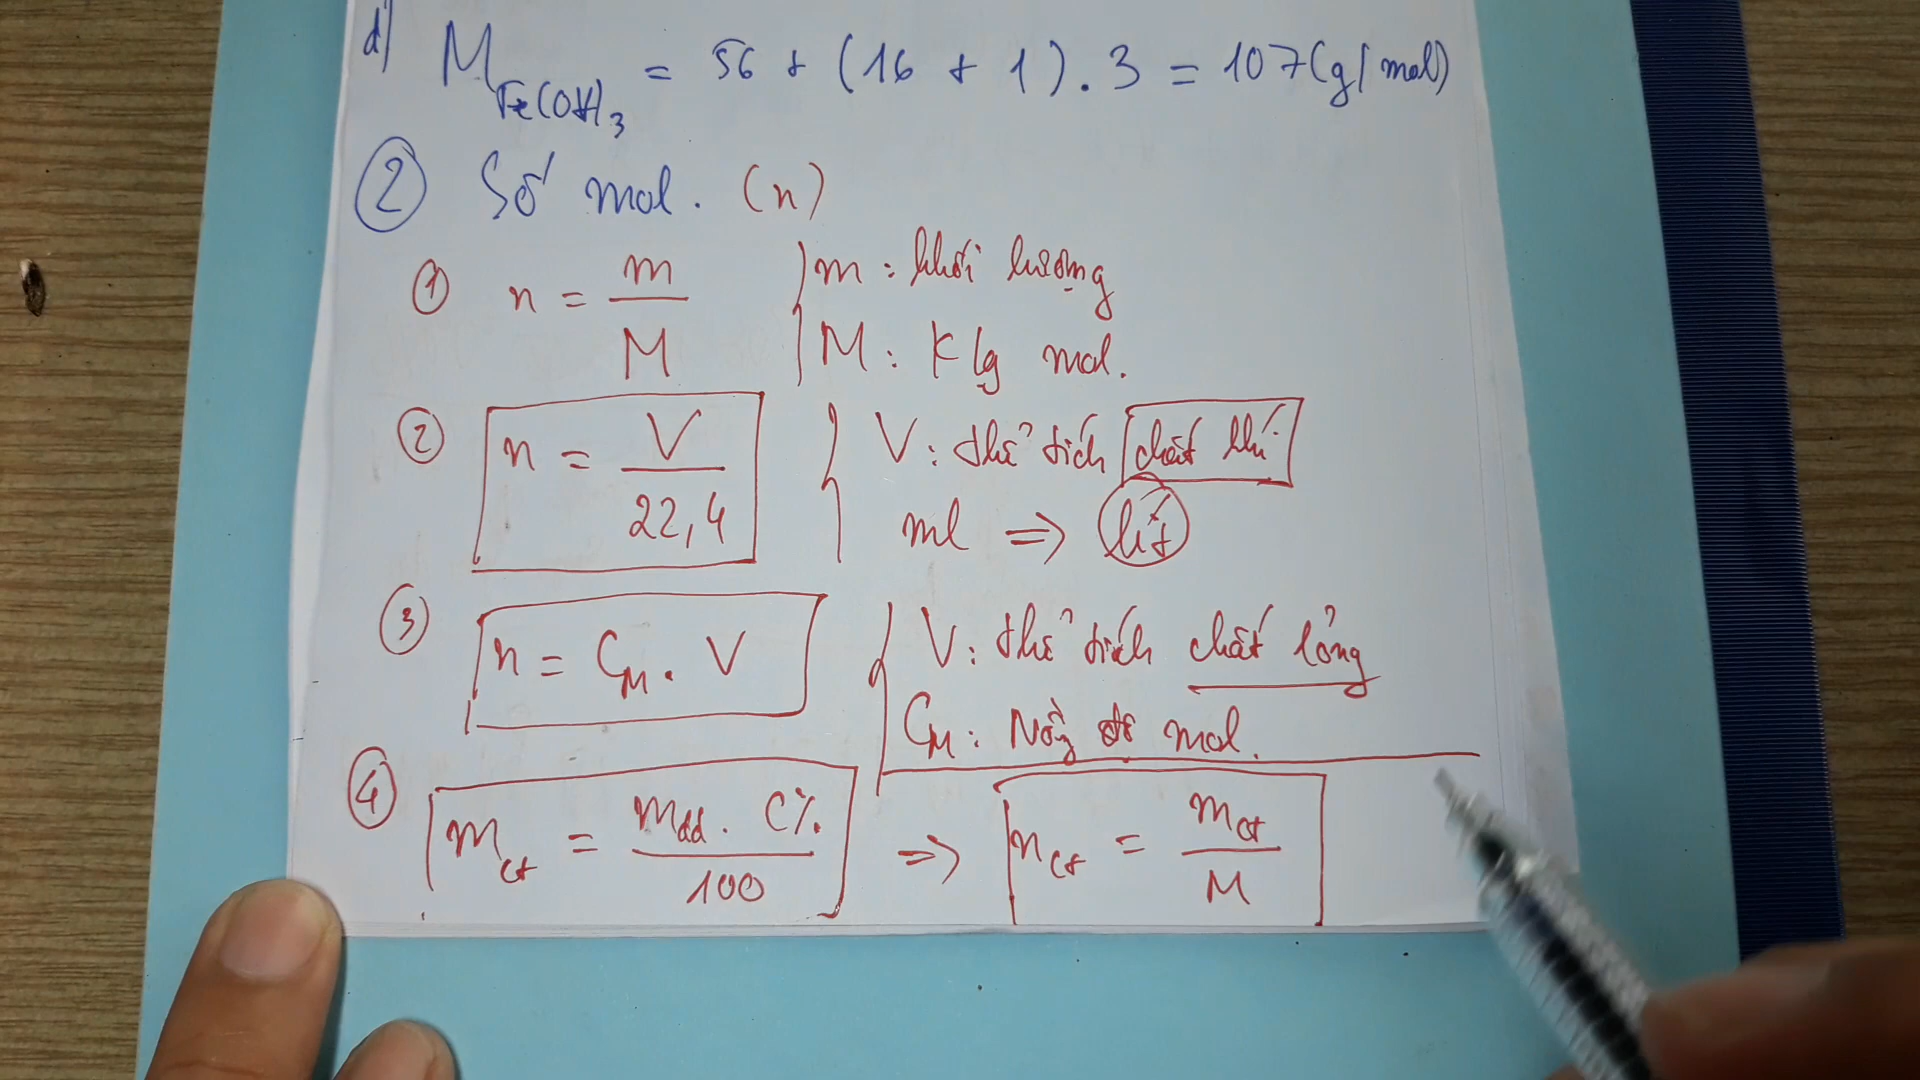 d) M Fe(OH)3 = 56 + (16 + 1) . 3 = 107 (g/mol)
② Số mol. (n)
① n = m / M m : khối lượng
M : Klg mol.
② n = V / 22,4 V : thể tích chất khí
ml => lít
③ n = CM . V V : thể tích chất lỏng
CM : Nồng độ mol.
④ mct = mdd . C% / 100 => nct = mct / M